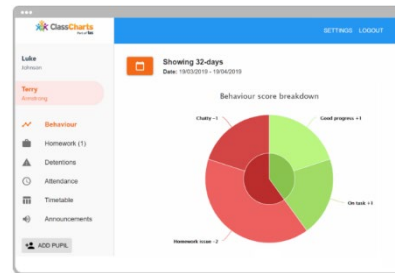 ClassCharts
SETTINGS LOGOUT
Luke
Johnson
Terry
Armstrong
Behaviour
Homework (1)
Detentions
Attendance
Timetable
Announcements
ADD PUPIL
Showing 32-days
Date: 19/03/2019 - 19/04/2019
Behaviour score breakdown
Chatty -1
Good progress +1
On task +1
Homework issue -2